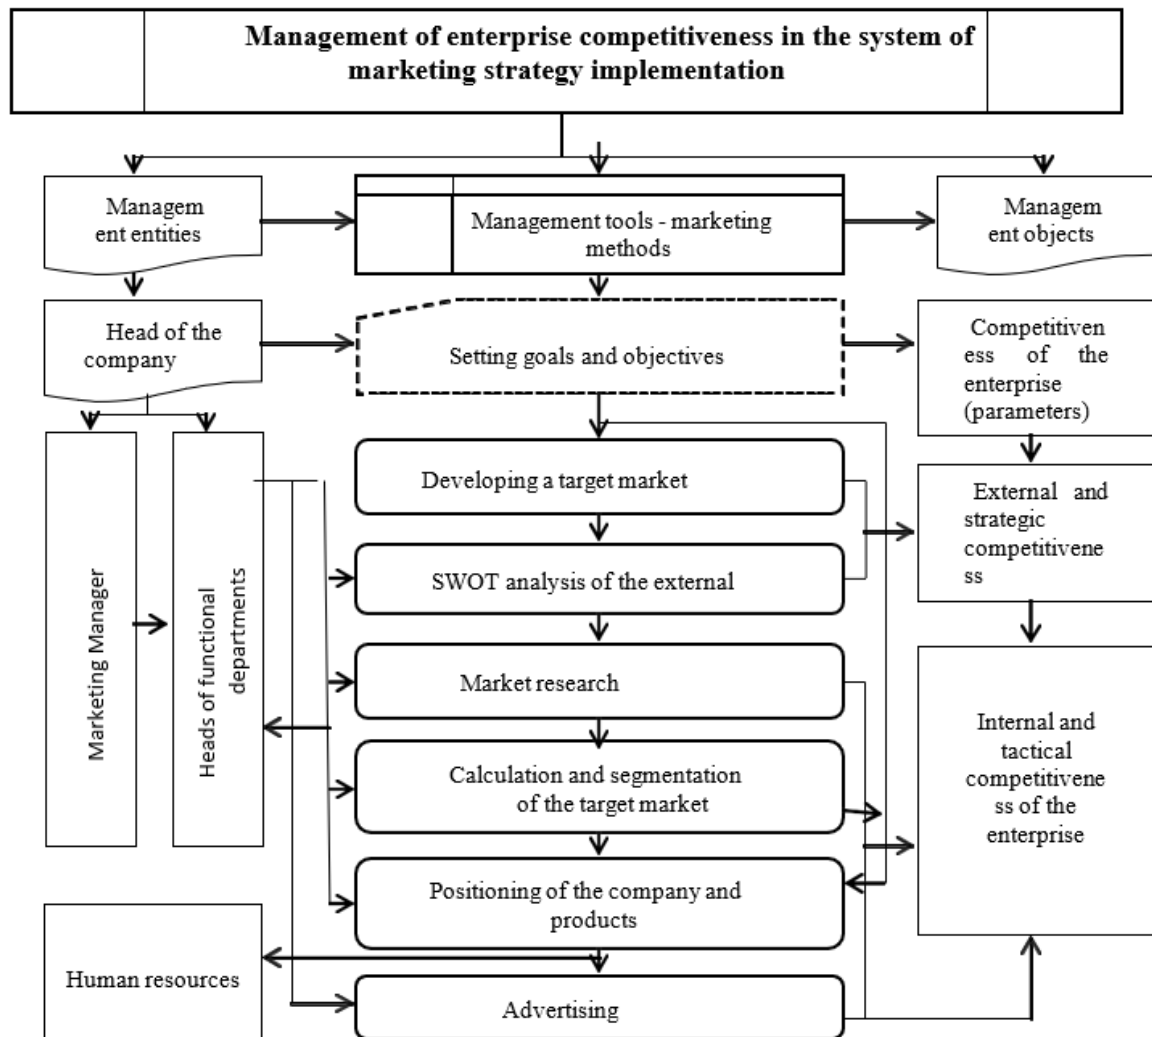 Management of enterprise competitiveness in the system of
marketing strategy implementation
Managem
ent entities
Management tools - marketing
methods
Managem
ent objects
Head of the
company
Setting goals and objectives
Competitiven
ess of the
enterprise
(parameters)
Marketing Manager
Heads of functional
departments
Developing a target market
External and
strategic
competitivene
ss
SWOT analysis of the external
Market research
Internal and
tactical
competitivene
ss of the
enterprise
Calculation and segmentation
of the target market
Positioning of the company and
products
Human resources
Advertising